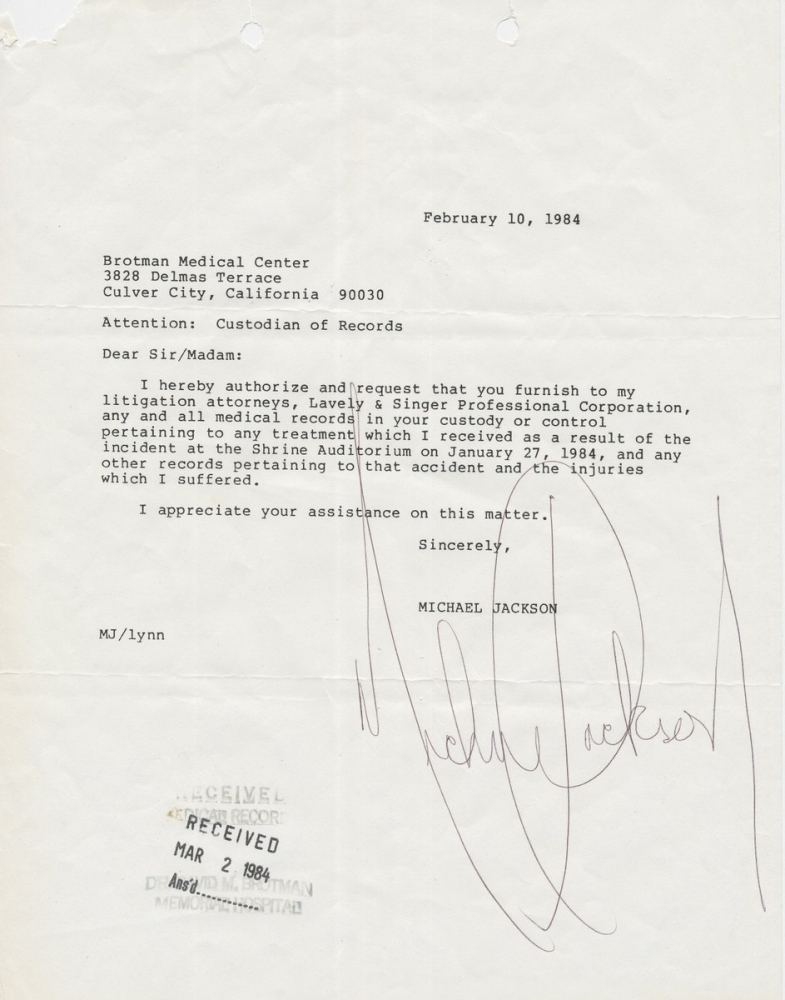 February 10, 1984
Brotman Medical Center
3828 Delmas Terrace
Culver City, California 90030
Attention: Custodian of Records
Dear Sir/Madam:
I hereby authorize and request that you furnish to my
litigation attorneys, Lavely & Singer Professional Corporation,
any and all medical records in your custody or control
pertaining to any treatment which I received as a result of the
incident at the Shrine Auditorium on January 27, 1984, and any
other records pertaining to that accident and the injuries
which I suffered.
I appreciate your assistance on this matter.
Sincerely,
MICHAEL JACKSON
MJ/lynn
Michael Jackson
RECEIVED
MAR 2 1984
Ans'd
BROTMAN
MEMORIAL HOSPITAL